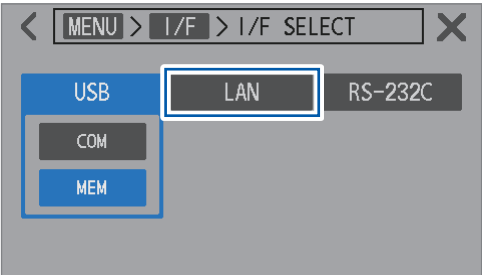 MENU > I/F > I/F SELECT
USB LAN RS-232C
COM
MEM